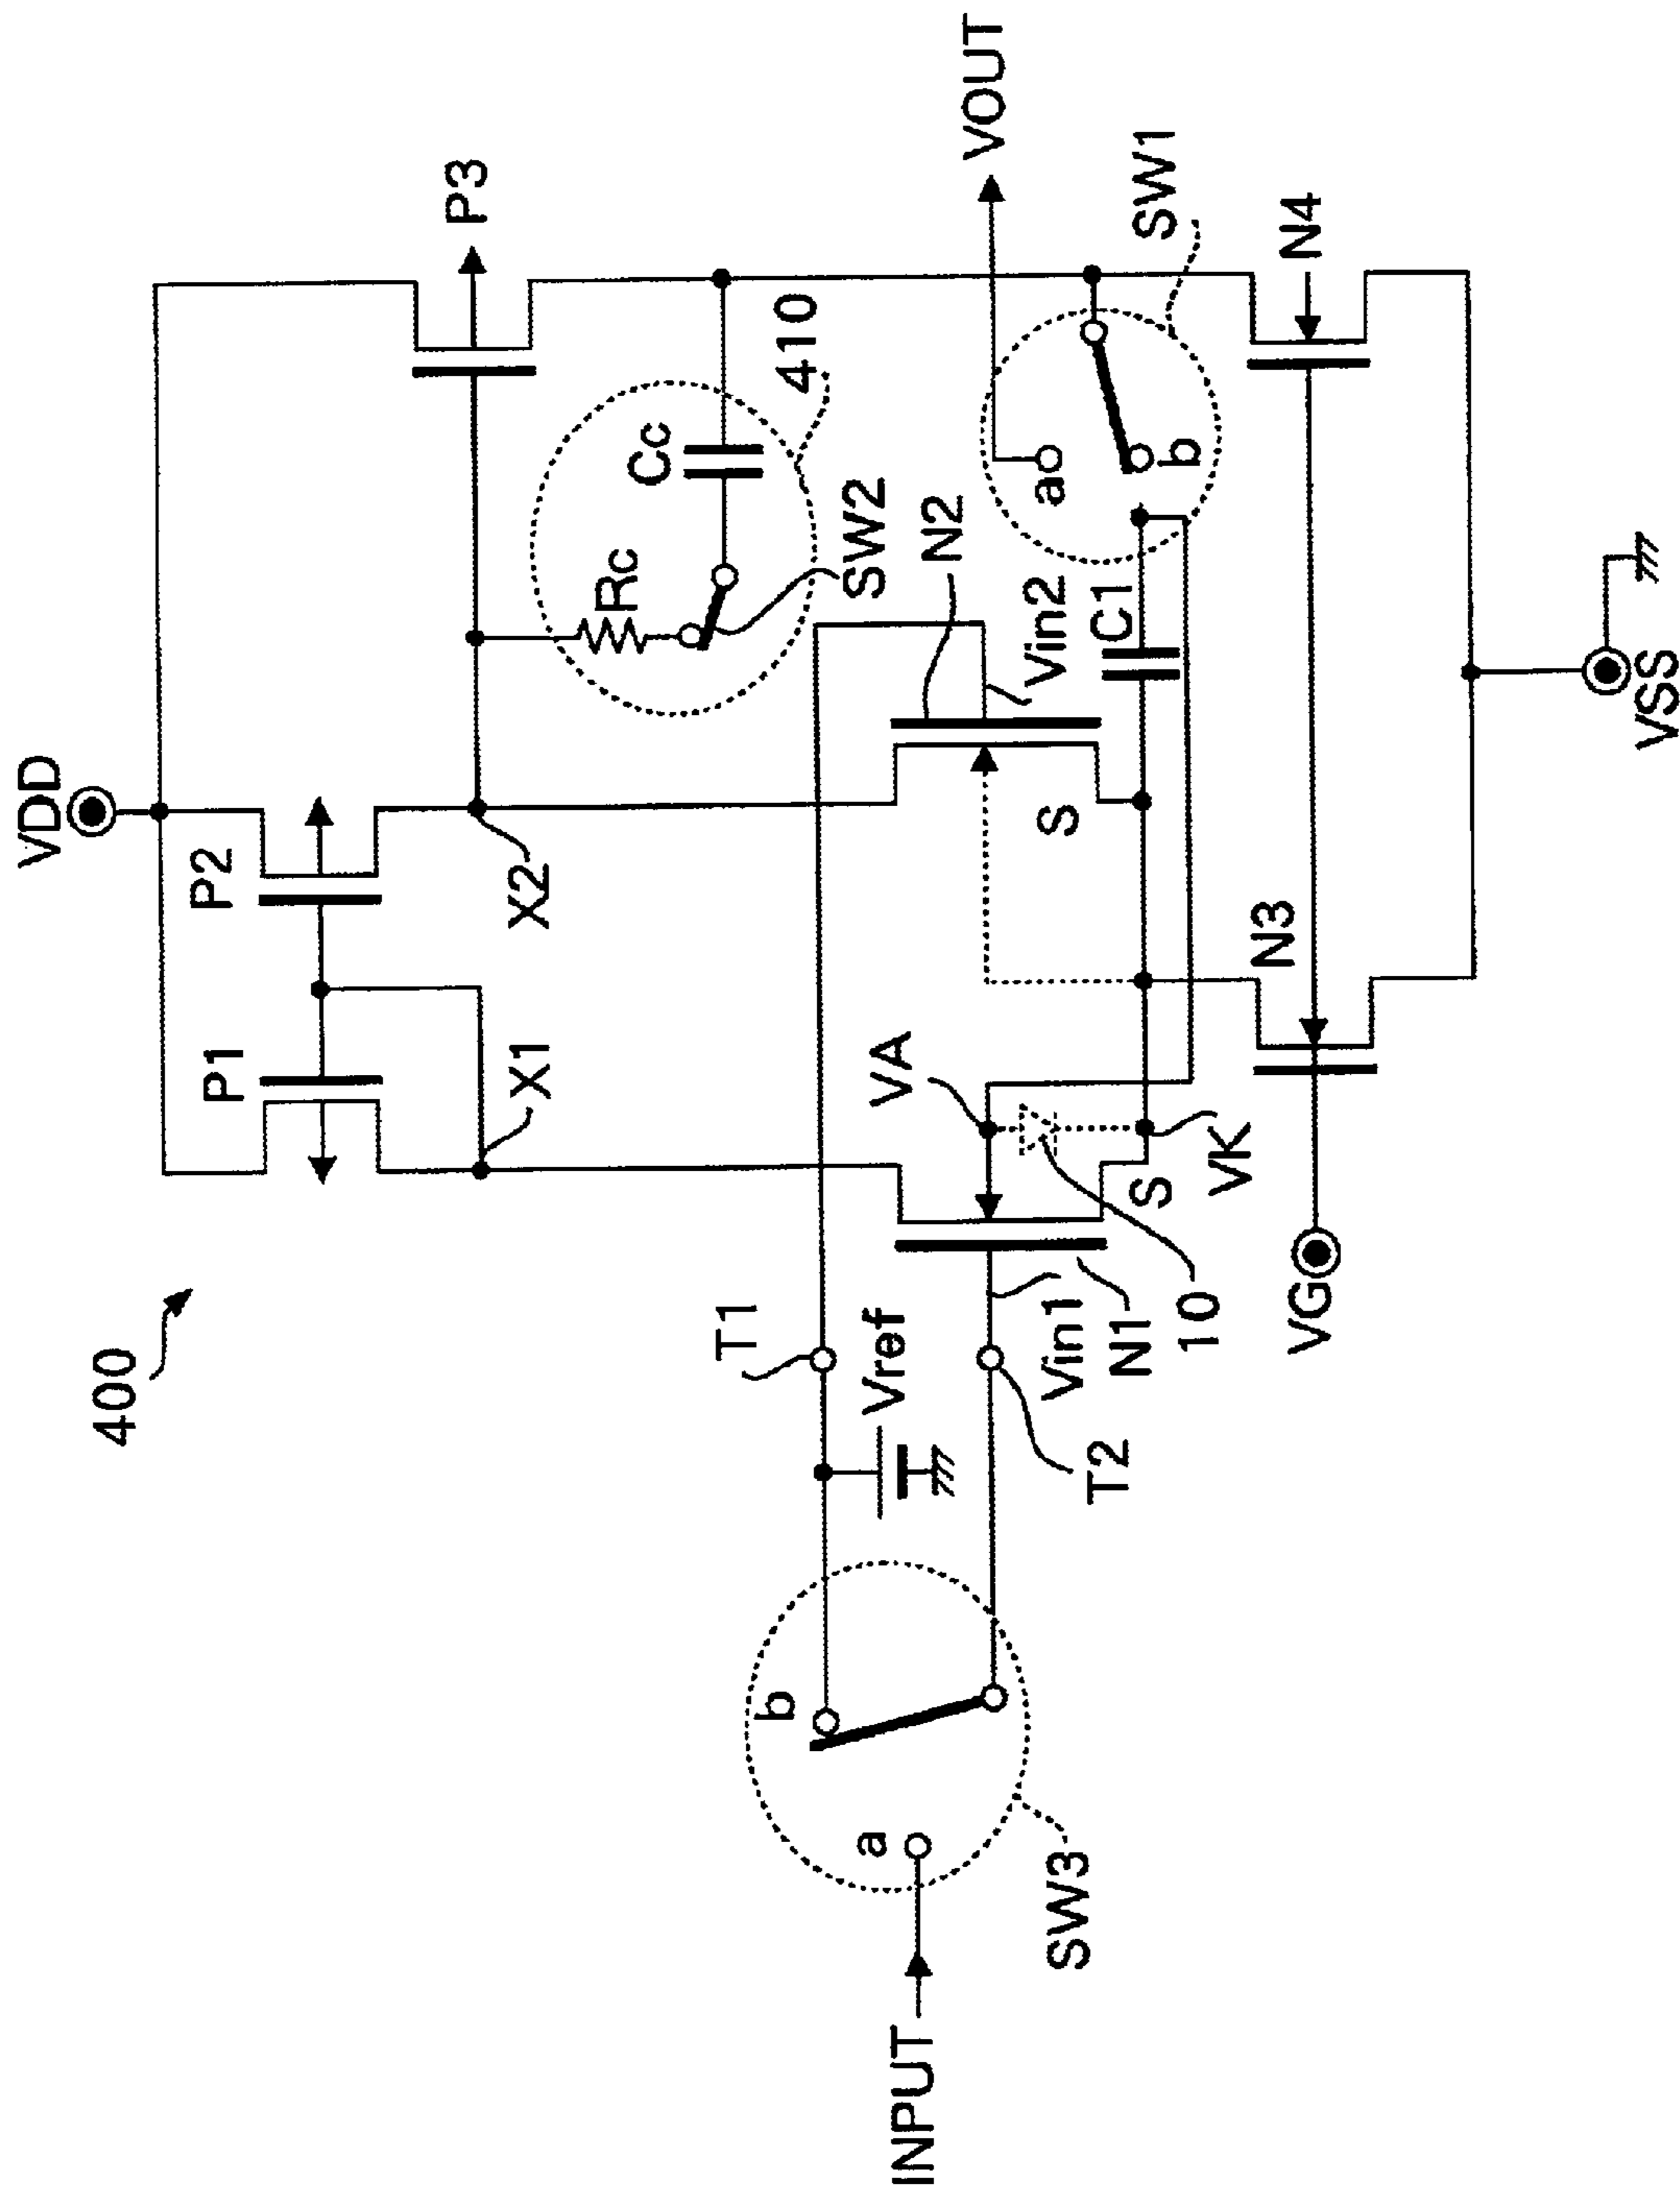 400
VDD
P1
P2
P3
X1
X2
Rc
Cc
410
SW2
T1
Vref
VA
N2
Vin2
VOUT
a
b
SW1
C1
INPUT
a
b
SW3
T2
Vin1
N1
10
S
VK
S
N3
N4
VG
VSS